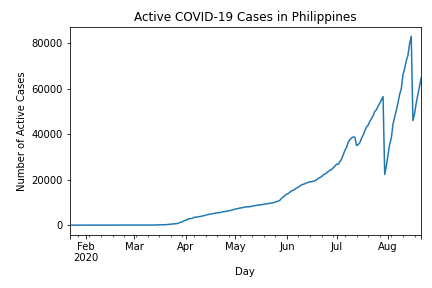 Active COVID-19 Cases in Philippines
80000
60000
40000
20000
0
Number of Active Cases
Feb Mar Apr May Jun Jul Aug
2020
Day